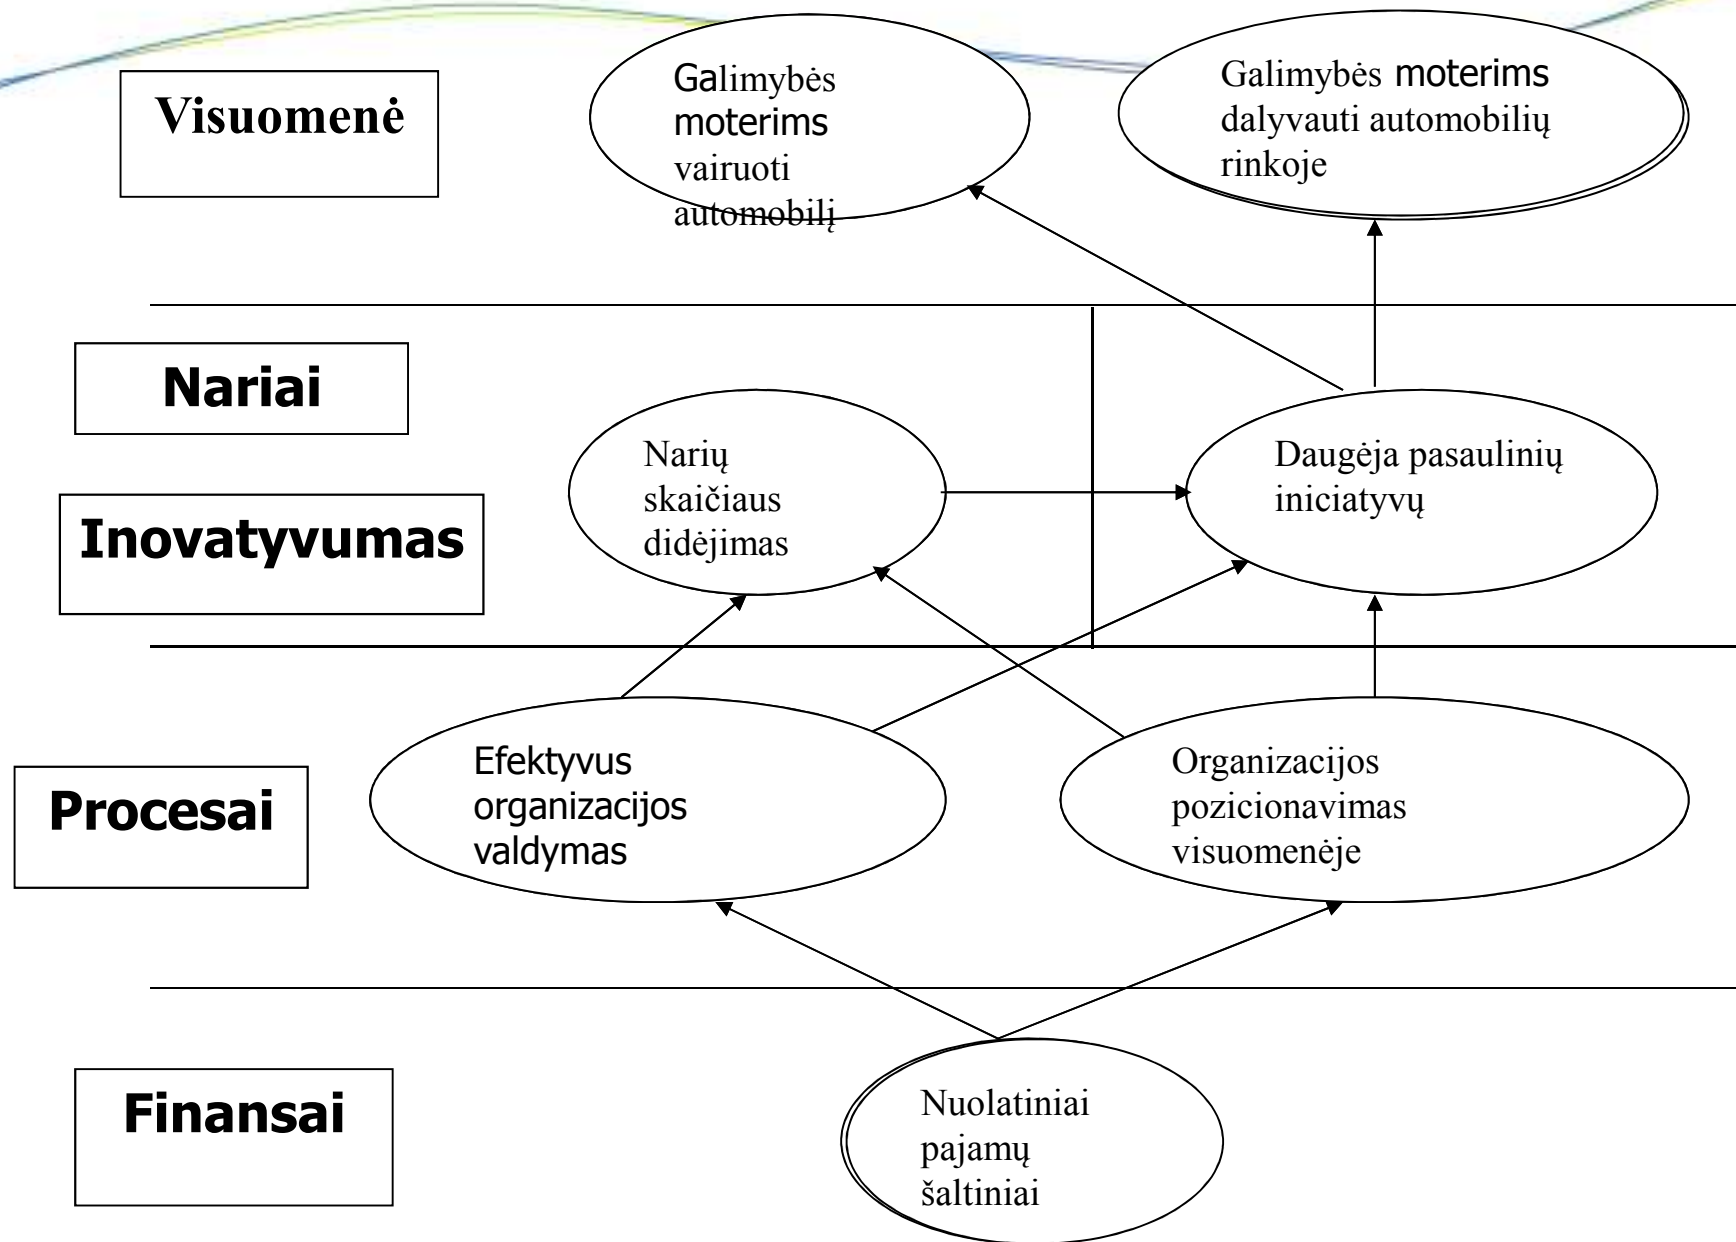 Visuomenė
Galimybės
moterims
vairuoti
automobilį
Galimybės moterims
dalyvauti automobilių
rinkoje
Nariai
Inovatyvumas
Narių
skaičiaus
didėjimas
Daugėja pasaulinių
iniciatyvų
Procesai
Efektyvus
organizacijos
valdymas
Organizacijos
pozicionavimas
visuomenėje
Finansai
Nuolatiniai
pajamų
šaltiniai